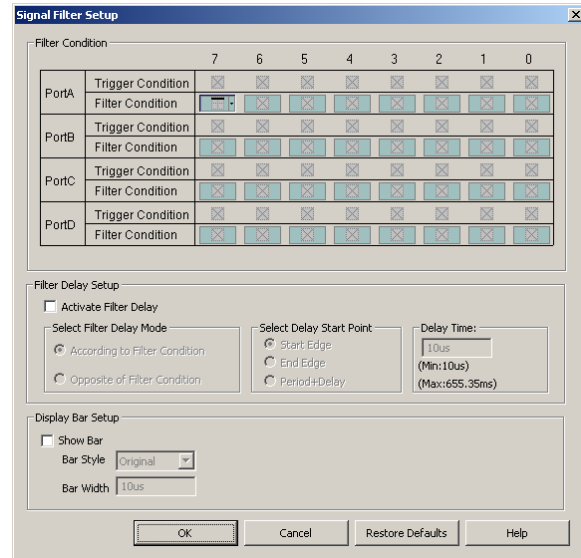 Signal Filter Setup
Filter Condition
7 6 5 4 3 2 1 0
PortA
Trigger Condition
Filter Condition
PortB
Trigger Condition
Filter Condition
PortC
Trigger Condition
Filter Condition
PortD
Trigger Condition
Filter Condition
Filter Delay Setup
Activate Filter Delay
Select Filter Delay Mode
According to Filter Condition
Opposite of Filter Condition
Select Delay Start Point
Start Edge
End Edge
Period+Delay
Delay Time:
10us
(Min:10us)
(Max:655.35ms)
Display Bar Setup
Show Bar
Bar Style Original
Bar Width 10us
OK Cancel Restore Defaults Help